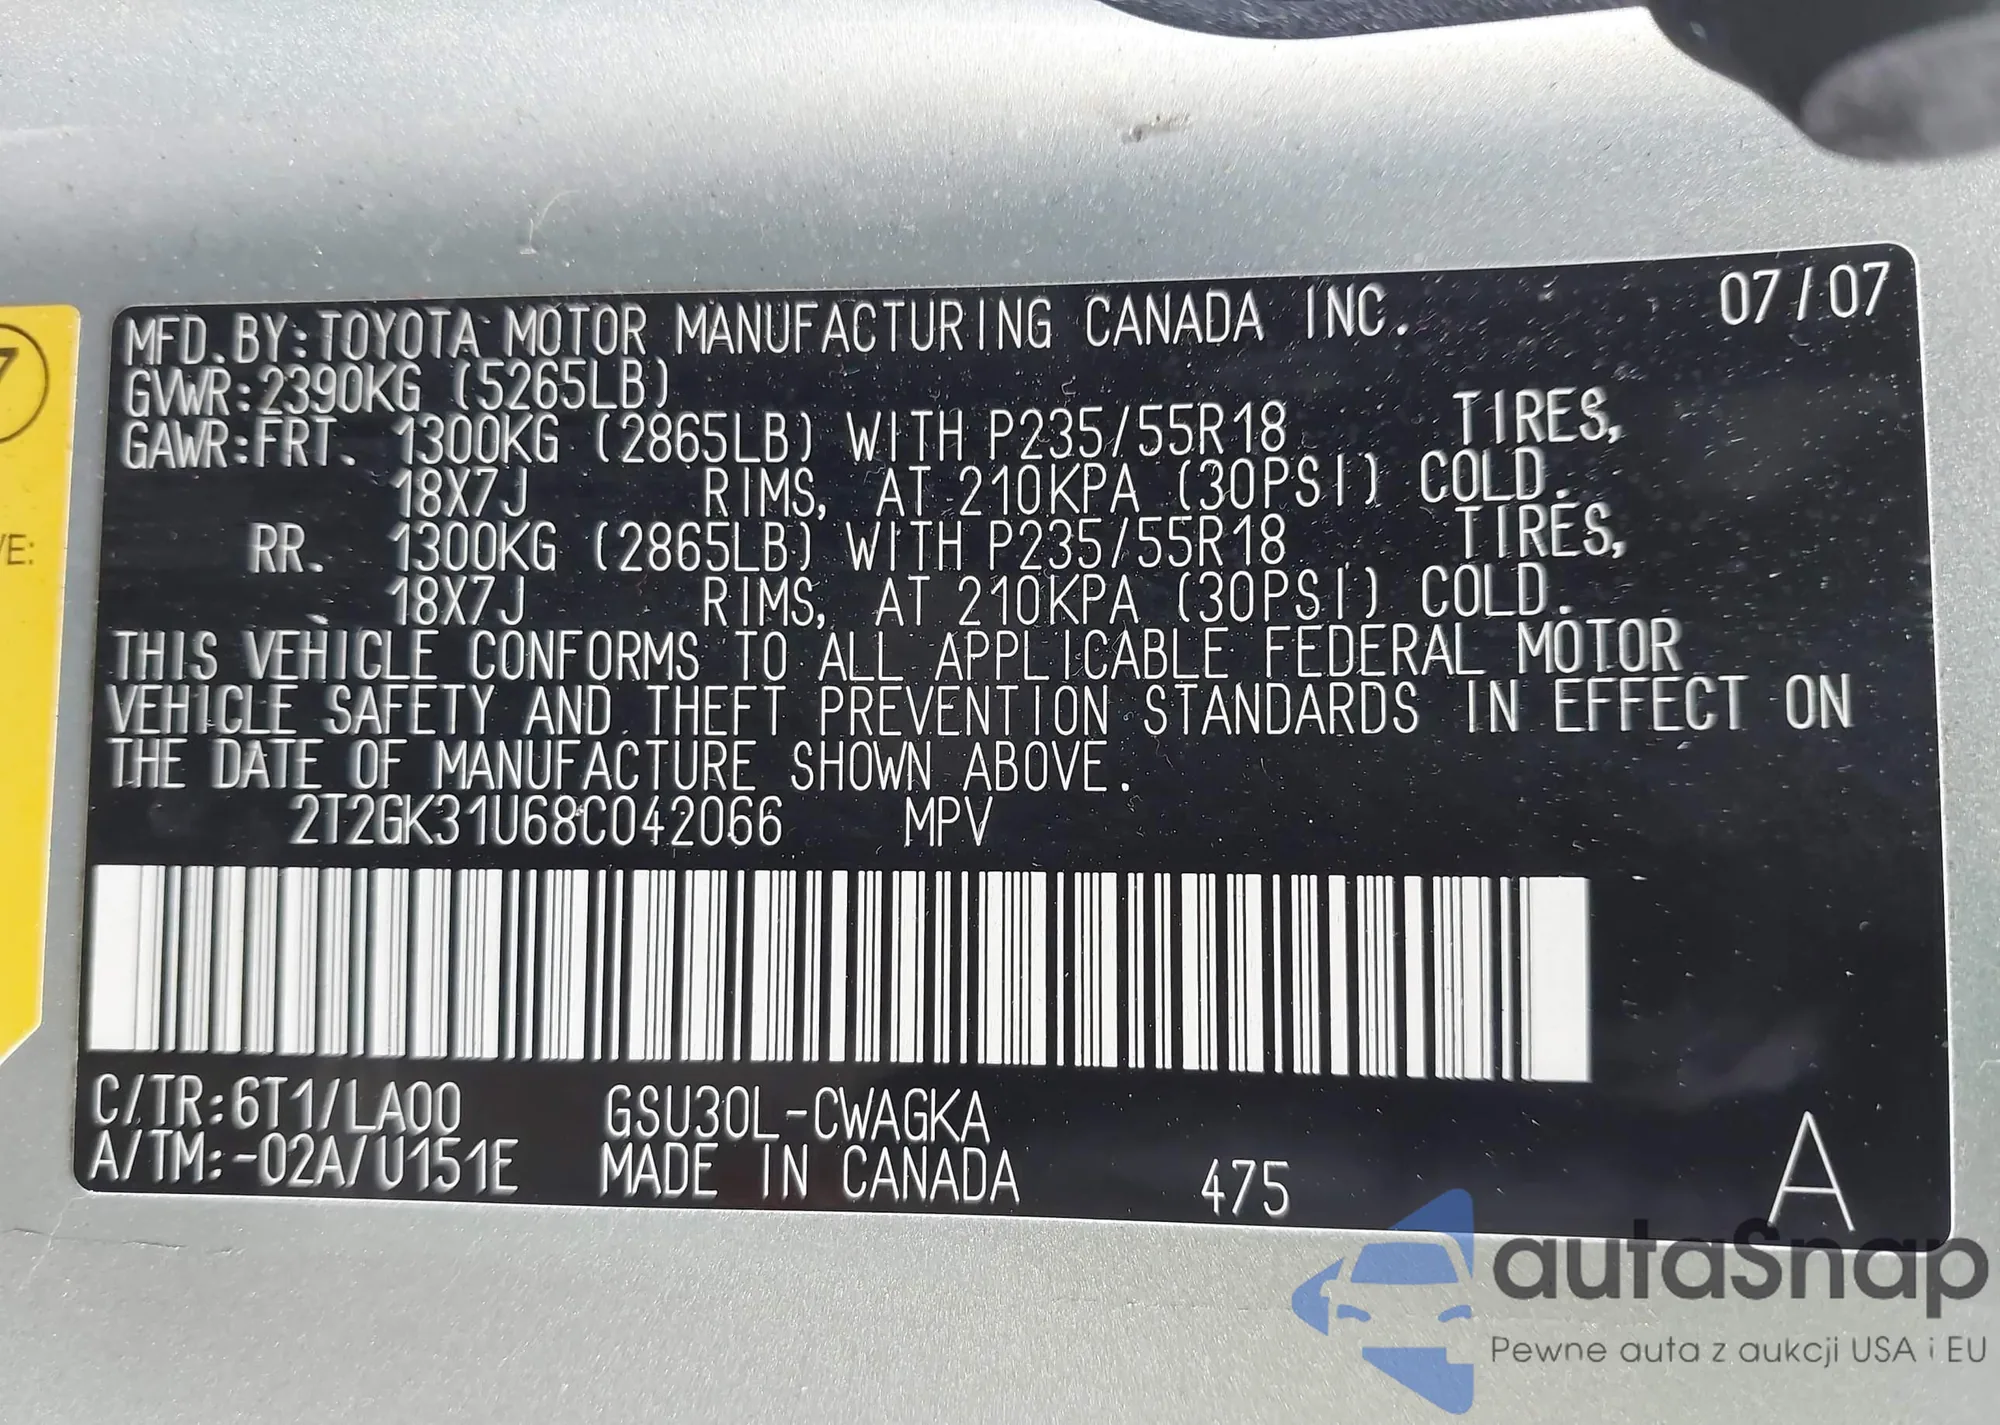 MFD.BY:TOYOTA MOTOR MANUFACTURING CANADA INC. 07/07
GVWR:2390KG (5265LB)
GAWR:FRT. 1300KG (2865LB) WITH P235/55R18 TIRES,
18X7J RIMS, AT 210KPA (30PSI) COLD.
RR. 1300KG (2865LB) WITH P235/55R18 TIRES,
18X7J RIMS, AT 210KPA (30PSI) COLD.
THIS VEHICLE CONFORMS TO ALL APPLICABLE FEDERAL MOTOR
VEHICLE SAFETY AND THEFT PREVENTION STANDARDS IN EFFECT ON
THE DATE OF MANUFACTURE SHOWN ABOVE.
2T2GK31U68C042066 MPV
C/TR:6T1/LA00 GSU30L-CWAGKA
A/TM:-02A/U151E MADE IN CANADA 475 A
7
E:
autaSnap
Pewne auta z aukcji USA i EU